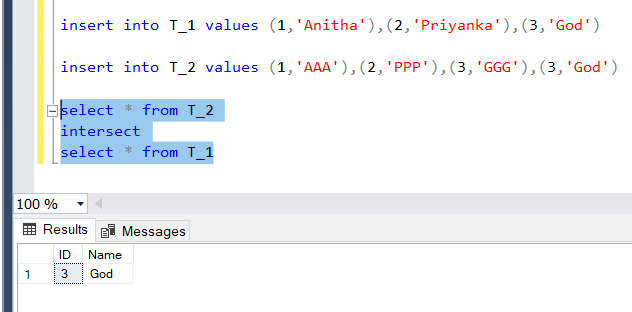 insert into T_1 values (1,'Anitha'),(2,'Priyanka'),(3,'God')
insert into T_2 values (1,'AAA'),(2,'PPP'),(3,'GGG'),(3,'God')
select * from T_2
intersect
select * from T_1
100 %
Results Messages
ID Name
1 3 God